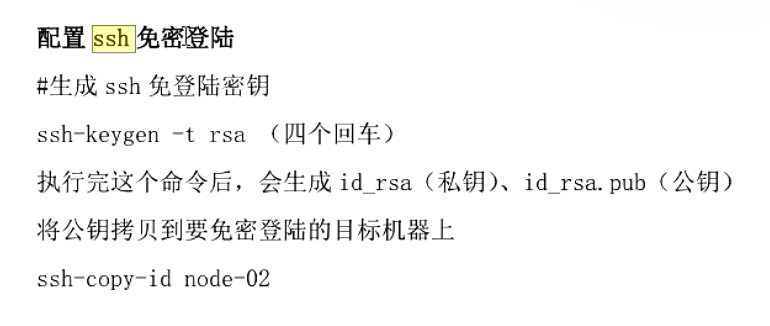 配置 ssh 免密登陆
#生成 ssh 免登陆密钥
ssh-keygen -t rsa （四个回车）
执行完这个命令后，会生成 id_rsa（私钥）、id_rsa.pub（公钥）
将公钥拷贝到要免密登陆的目标机器上
ssh-copy-id node-02